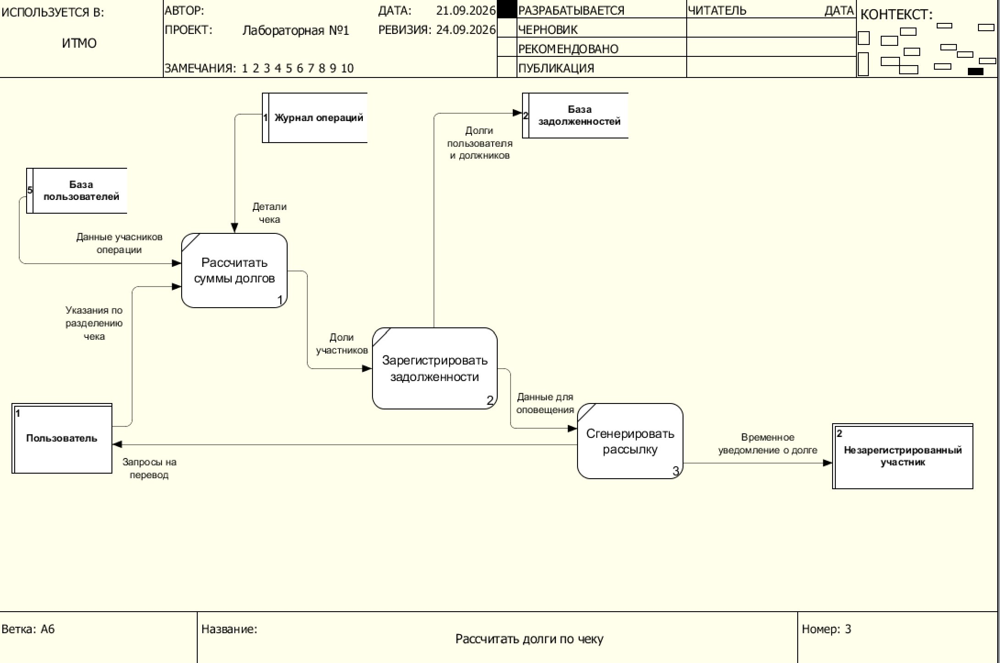 ИСПОЛЬЗУЕТСЯ В:
ИТМО
АВТОР:
ДАТА: 21.09.2026
ПРОЕКТ: Лабораторная №1
РЕВИЗИЯ: 24.09.2026
ЗАМЕЧАНИЯ: 1 2 3 4 5 6 7 8 9 10
РАЗРАБАТЫВАЕТСЯ
ЧЕРНОВИК
РЕКОМЕНДОВАНО
ПУБЛИКАЦИЯ
ЧИТАТЕЛЬ ДАТА
КОНТЕКСТ:
1
Журнал операций
2
База
задолженностей
Долги
пользователя
и должников
5
База
пользователей
Детали
чека
Данные учасников
операции
Рассчитать
суммы долгов
1
Указания по
разделению
чека
Доли
участников
Зарегистрировать
задолженности
2
Данные для
оповещения
1
Пользователь
Сгенерировать
рассылку
3
Временное
уведомление о долге
2
Незарегистрированный
участник
Запросы на
перевод
Ветка: А6
Название:
Рассчитать долги по чеку
Номер: 3